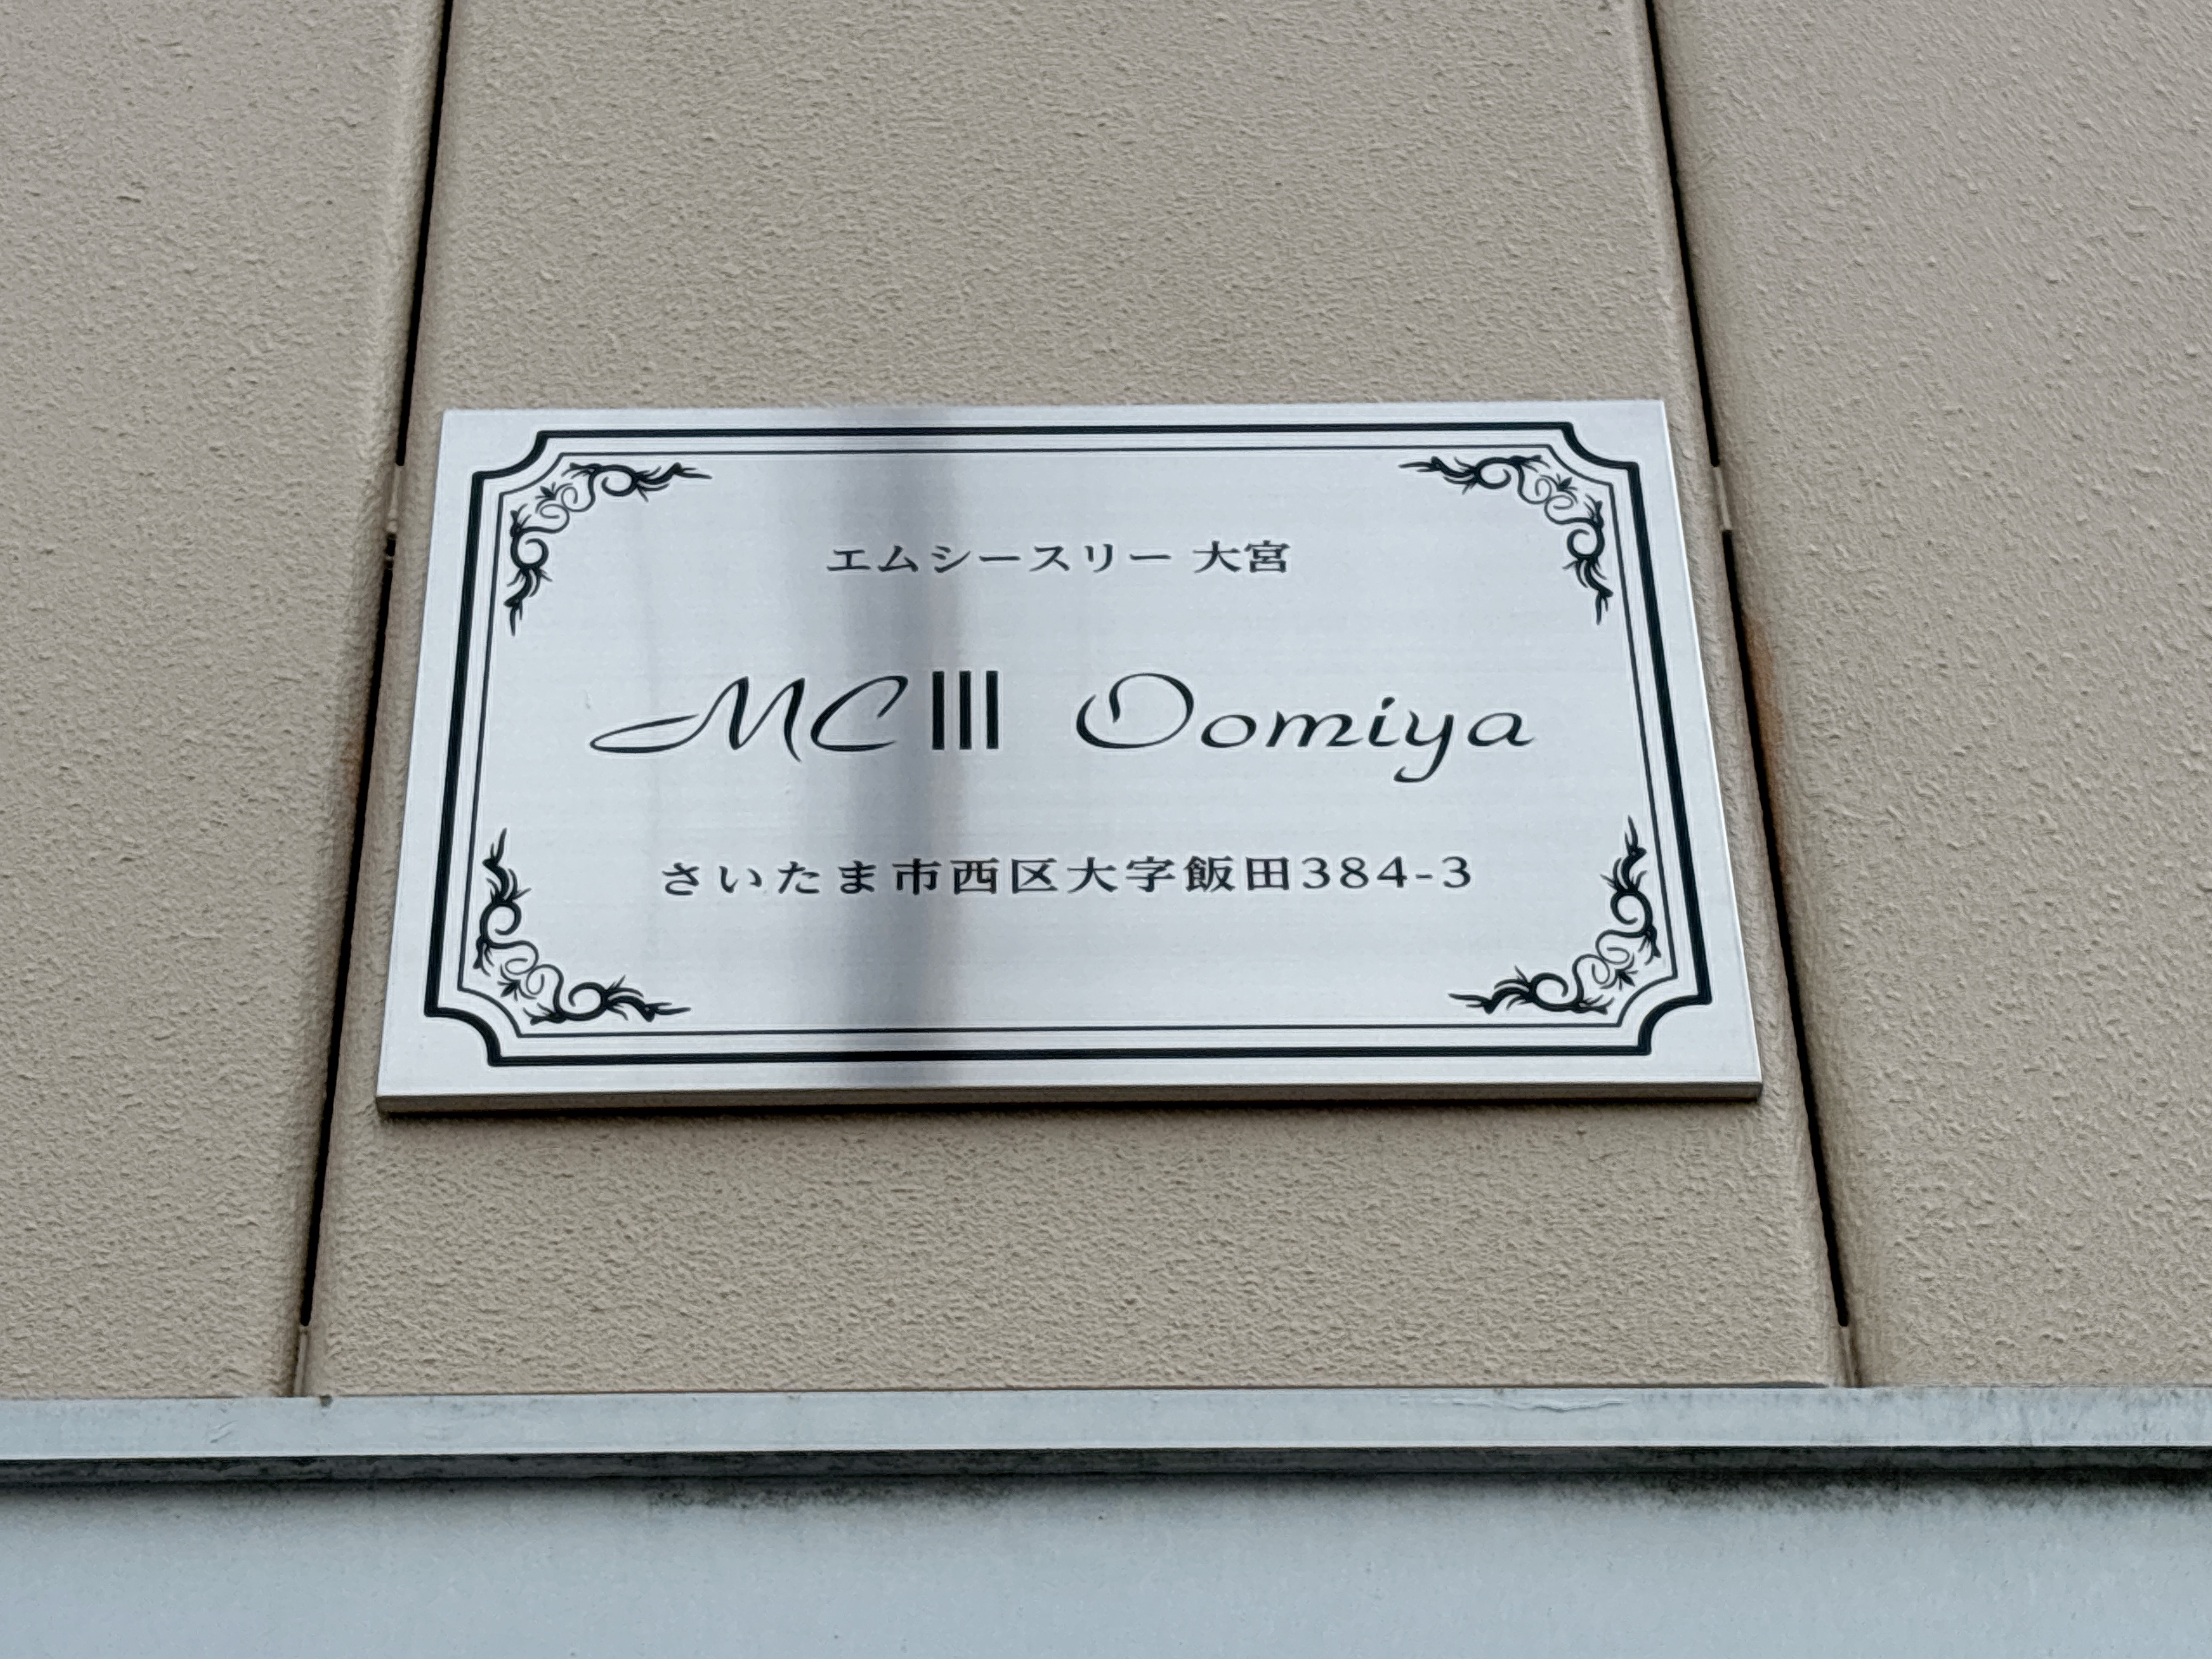 エムシースリー 大宮
MCIII Oomiya
さいたま市西区大字飯田384-3